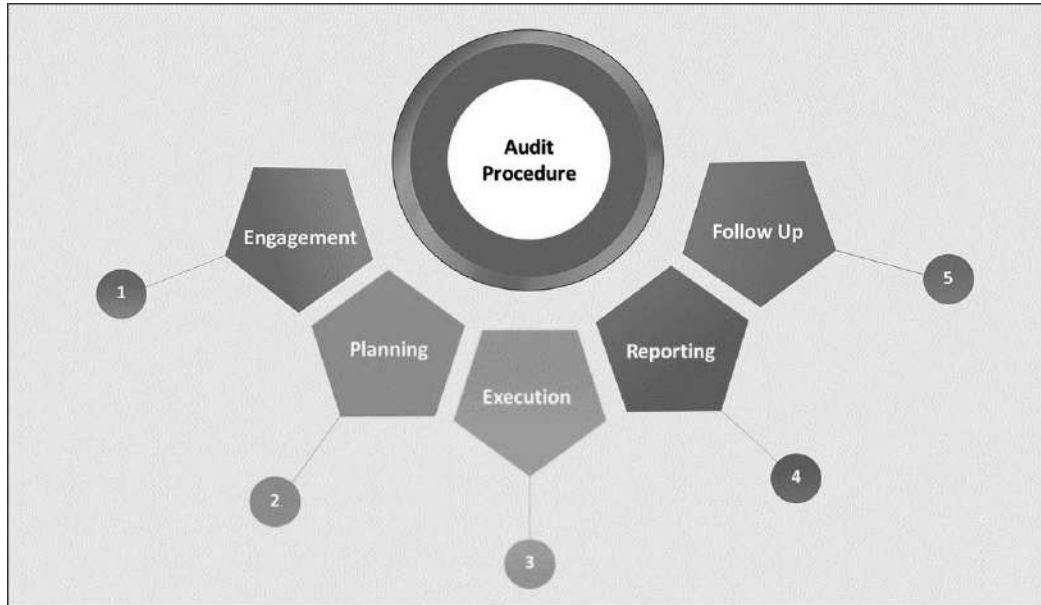 Audit
Procedure
Engagement
1
Planning
2
Execution
3
Reporting
4
Follow Up
5